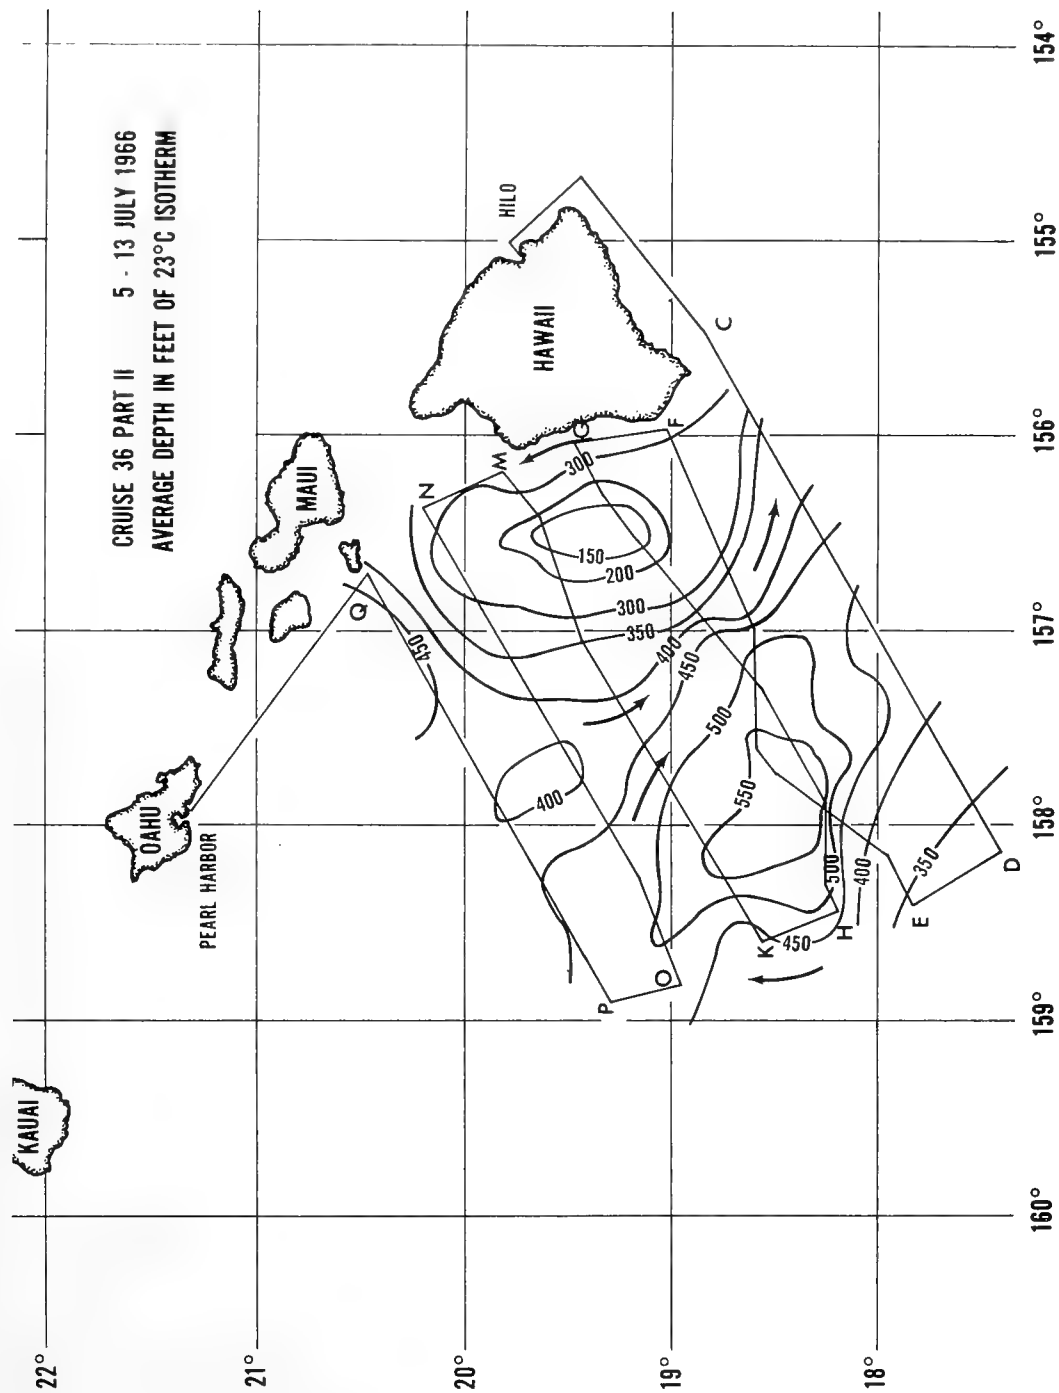 CRUISE 36 PART II 5 - 13 JULY 1966
AVERAGE DEPTH IN FEET OF 23°C ISOTHERM
KAUAI
OAHU
PEARL HARBOR
MAUI
HAWAII
HILO
22°
21°
20°
19°
18°
160°
159°
158°
157°
156°
155°
154°
Q
N
M
G
F
C
P
O
K
H
E
D
450
400
300
150
200
300
350
400
450
500
550
500
400
450
350